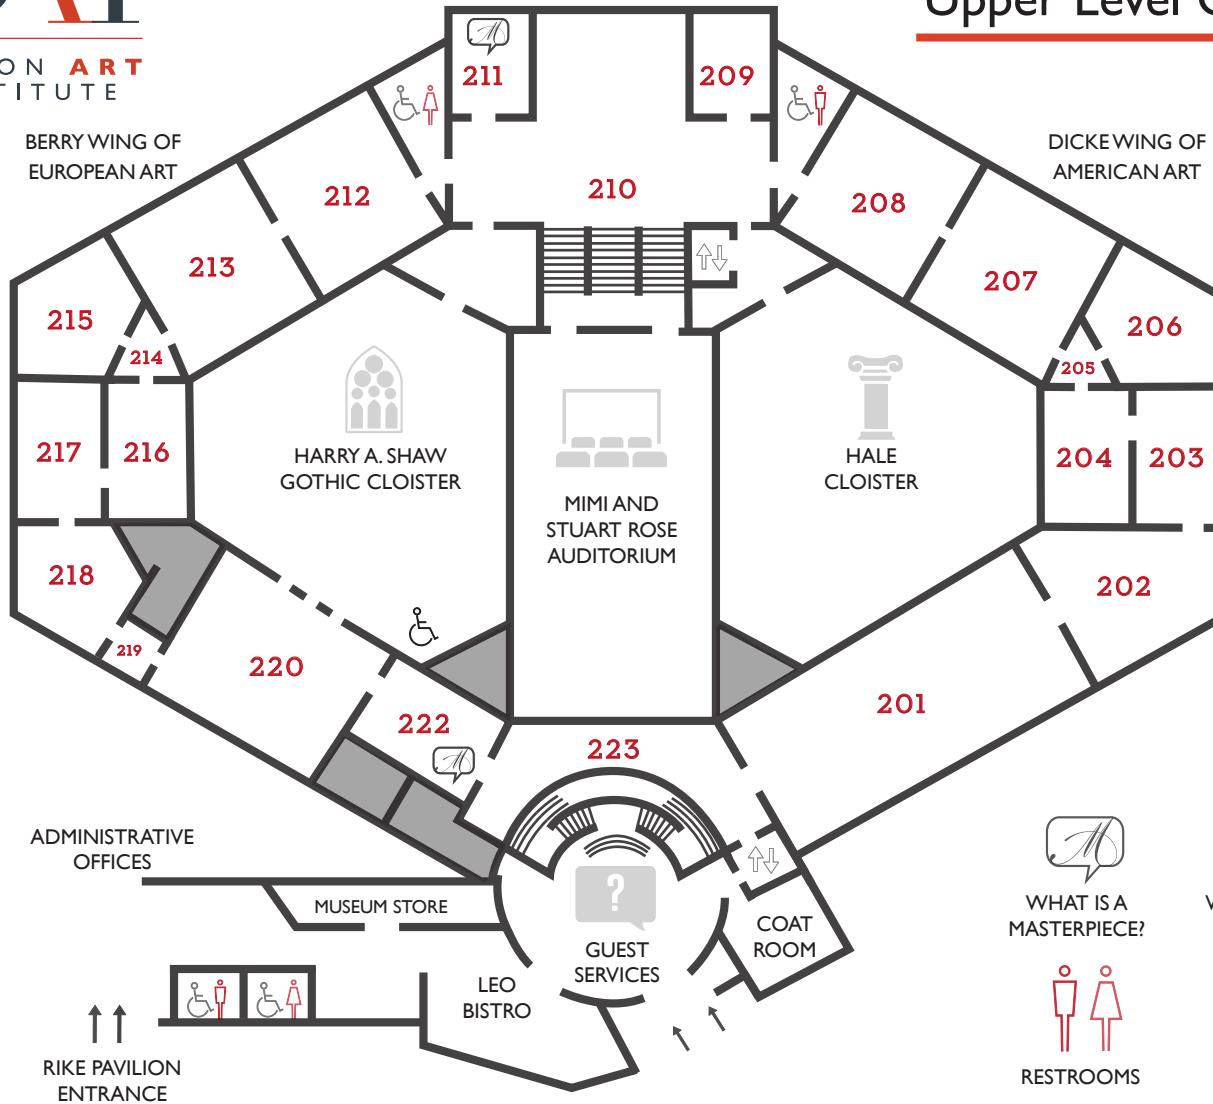 ON ART
TITUTE
Upper Level
BERRY WING OF
EUROPEAN ART
DICKE WING OF
AMERICAN ART
211
209
210
212
208
213
207
215
206
214
205
217
216
204
203
HARRY A. SHAW
GOTHIC CLOISTER
HALE
CLOISTER
MIMI AND
STUART ROSE
AUDITORIUM
218
202
219
220
201
222
223
ADMINISTRATIVE
OFFICES
MUSEUM STORE
?
GUEST
SERVICES
COAT
ROOM
LEO
BISTRO
RIKE PAVILION
ENTRANCE
M
WHAT IS A
MASTERPIECE?
RESTROOMS